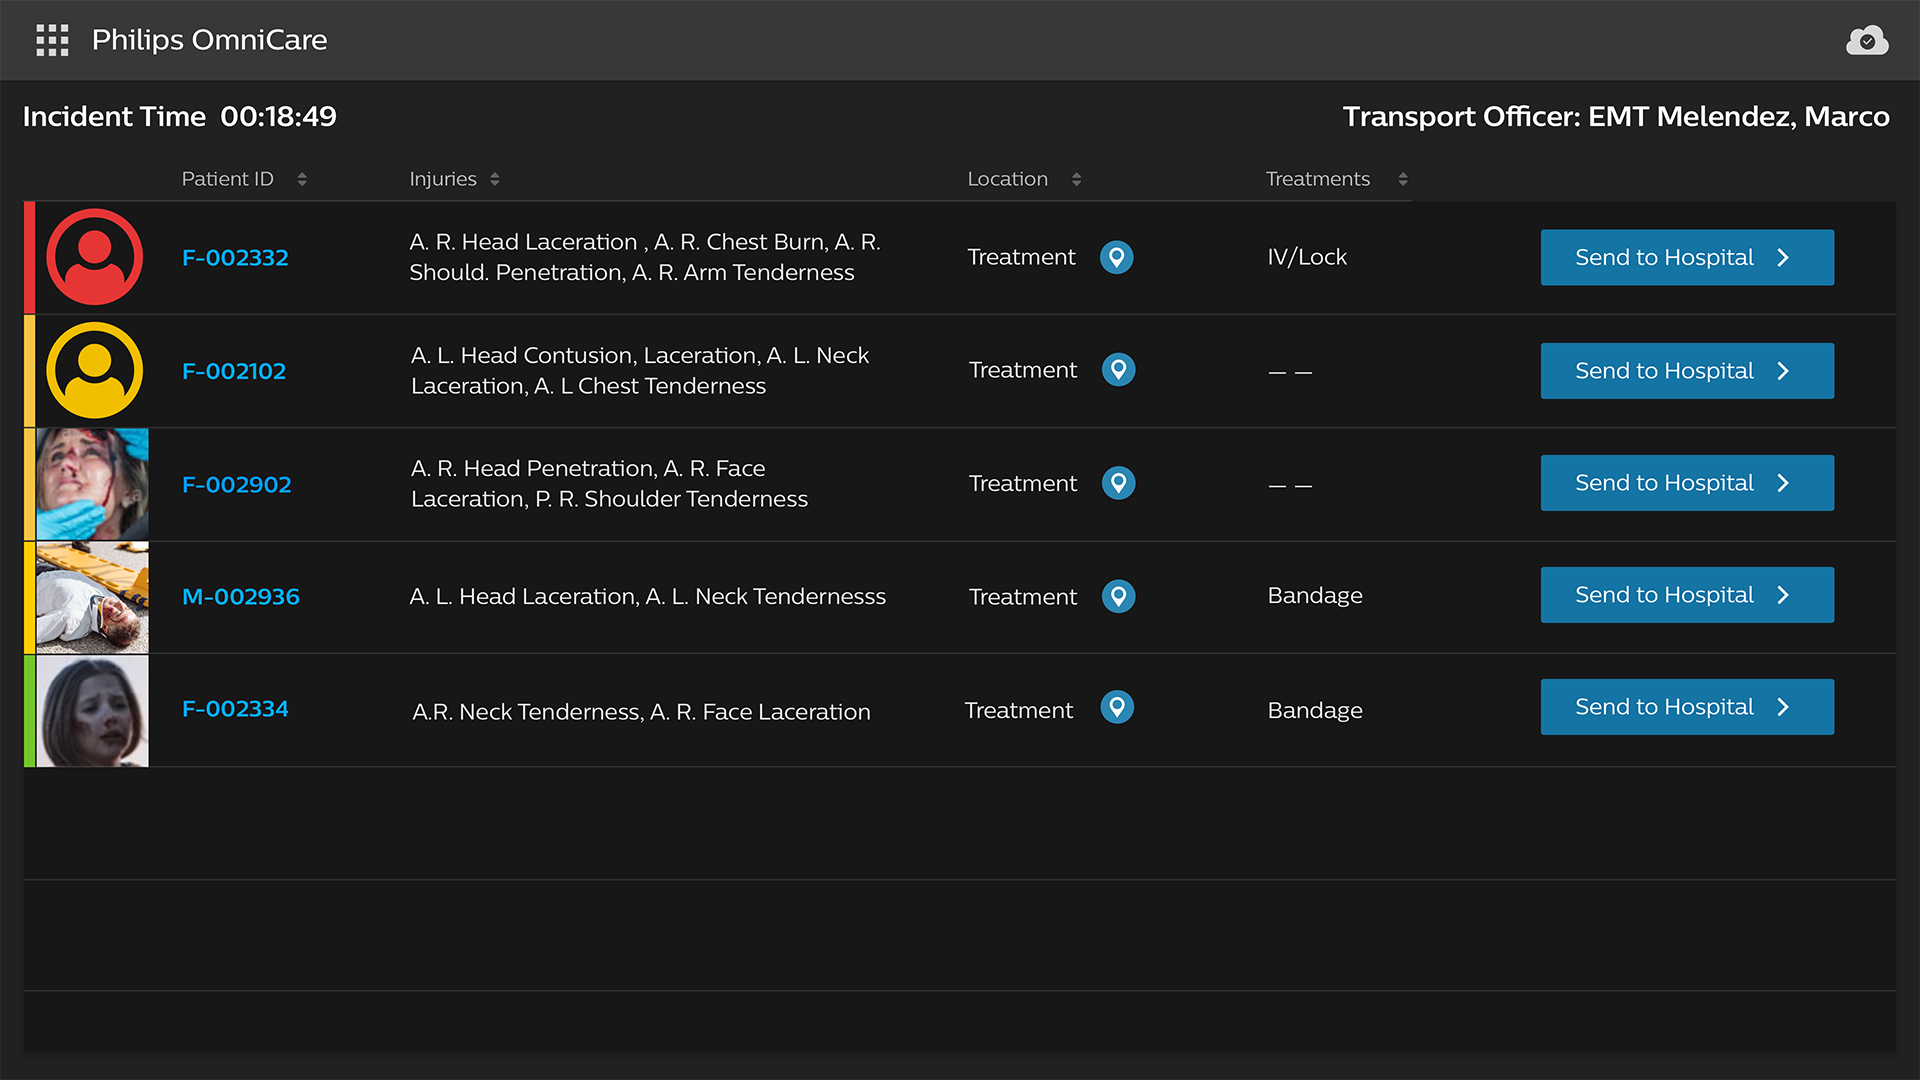 Philips OmniCare
Incident Time 00:18:49
Transport Officer: EMT Melendez, Marco
Patient ID
Injuries
Location
Treatments
F-002332
A. R. Head Laceration , A. R. Chest Burn, A. R.
Should. Penetration, A. R. Arm Tenderness
Treatment
IV/Lock
Send to Hospital
F-002102
A. L. Head Contusion, Laceration, A. L. Neck
Laceration, A. L Chest Tenderness
Treatment
— —
Send to Hospital
F-002902
A. R. Head Penetration, A. R. Face
Laceration, P. R. Shoulder Tenderness
Treatment
— —
Send to Hospital
M-002936
A. L. Head Laceration, A. L. Neck Tendernesss
Treatment
Bandage
Send to Hospital
F-002334
A.R. Neck Tenderness, A. R. Face Laceration
Treatment
Bandage
Send to Hospital